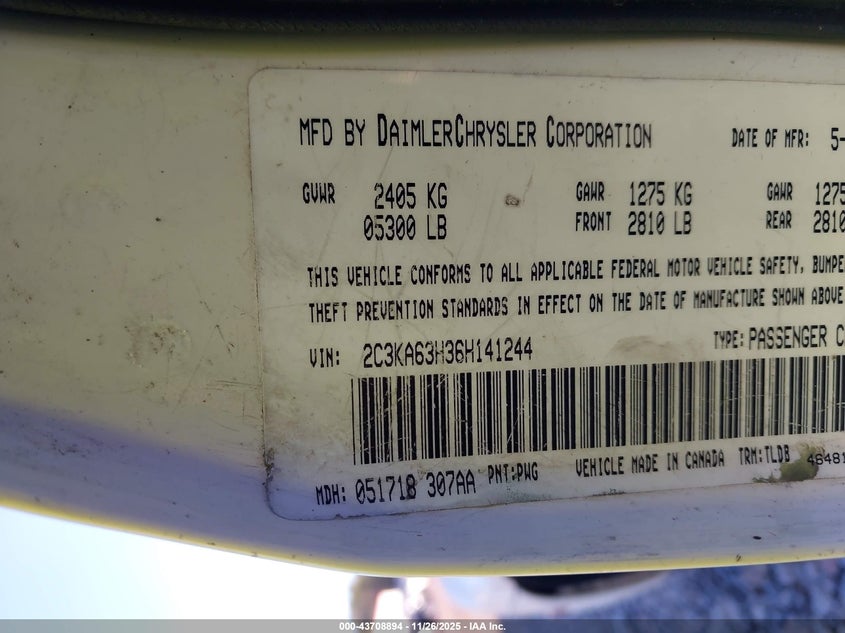 MFD BY DAIMLERCHRYSLER CORPORATION DATE OF MFR: 5-
GVWR 2405 KG GAWR 1275 KG GAWR 1275
05300 LB FRONT 2810 LB REAR 2810
THIS VEHICLE CONFORMS TO ALL APPLICABLE FEDERAL MOTOR VEHICLE SAFETY, BUMPE
THEFT PREVENTION STANDARDS IN EFFECT ON THE DATE OF MANUFACTURE SHOWN ABOVE
VIN: 2C3KA63H36H141244 TYPE: PASSENGER C
MDH: 051718 307AA PNT:PWG VEHICLE MADE IN CANADA TRM:TLDB 46481
000-43708894 - 11/26/2025 - IAA Inc.